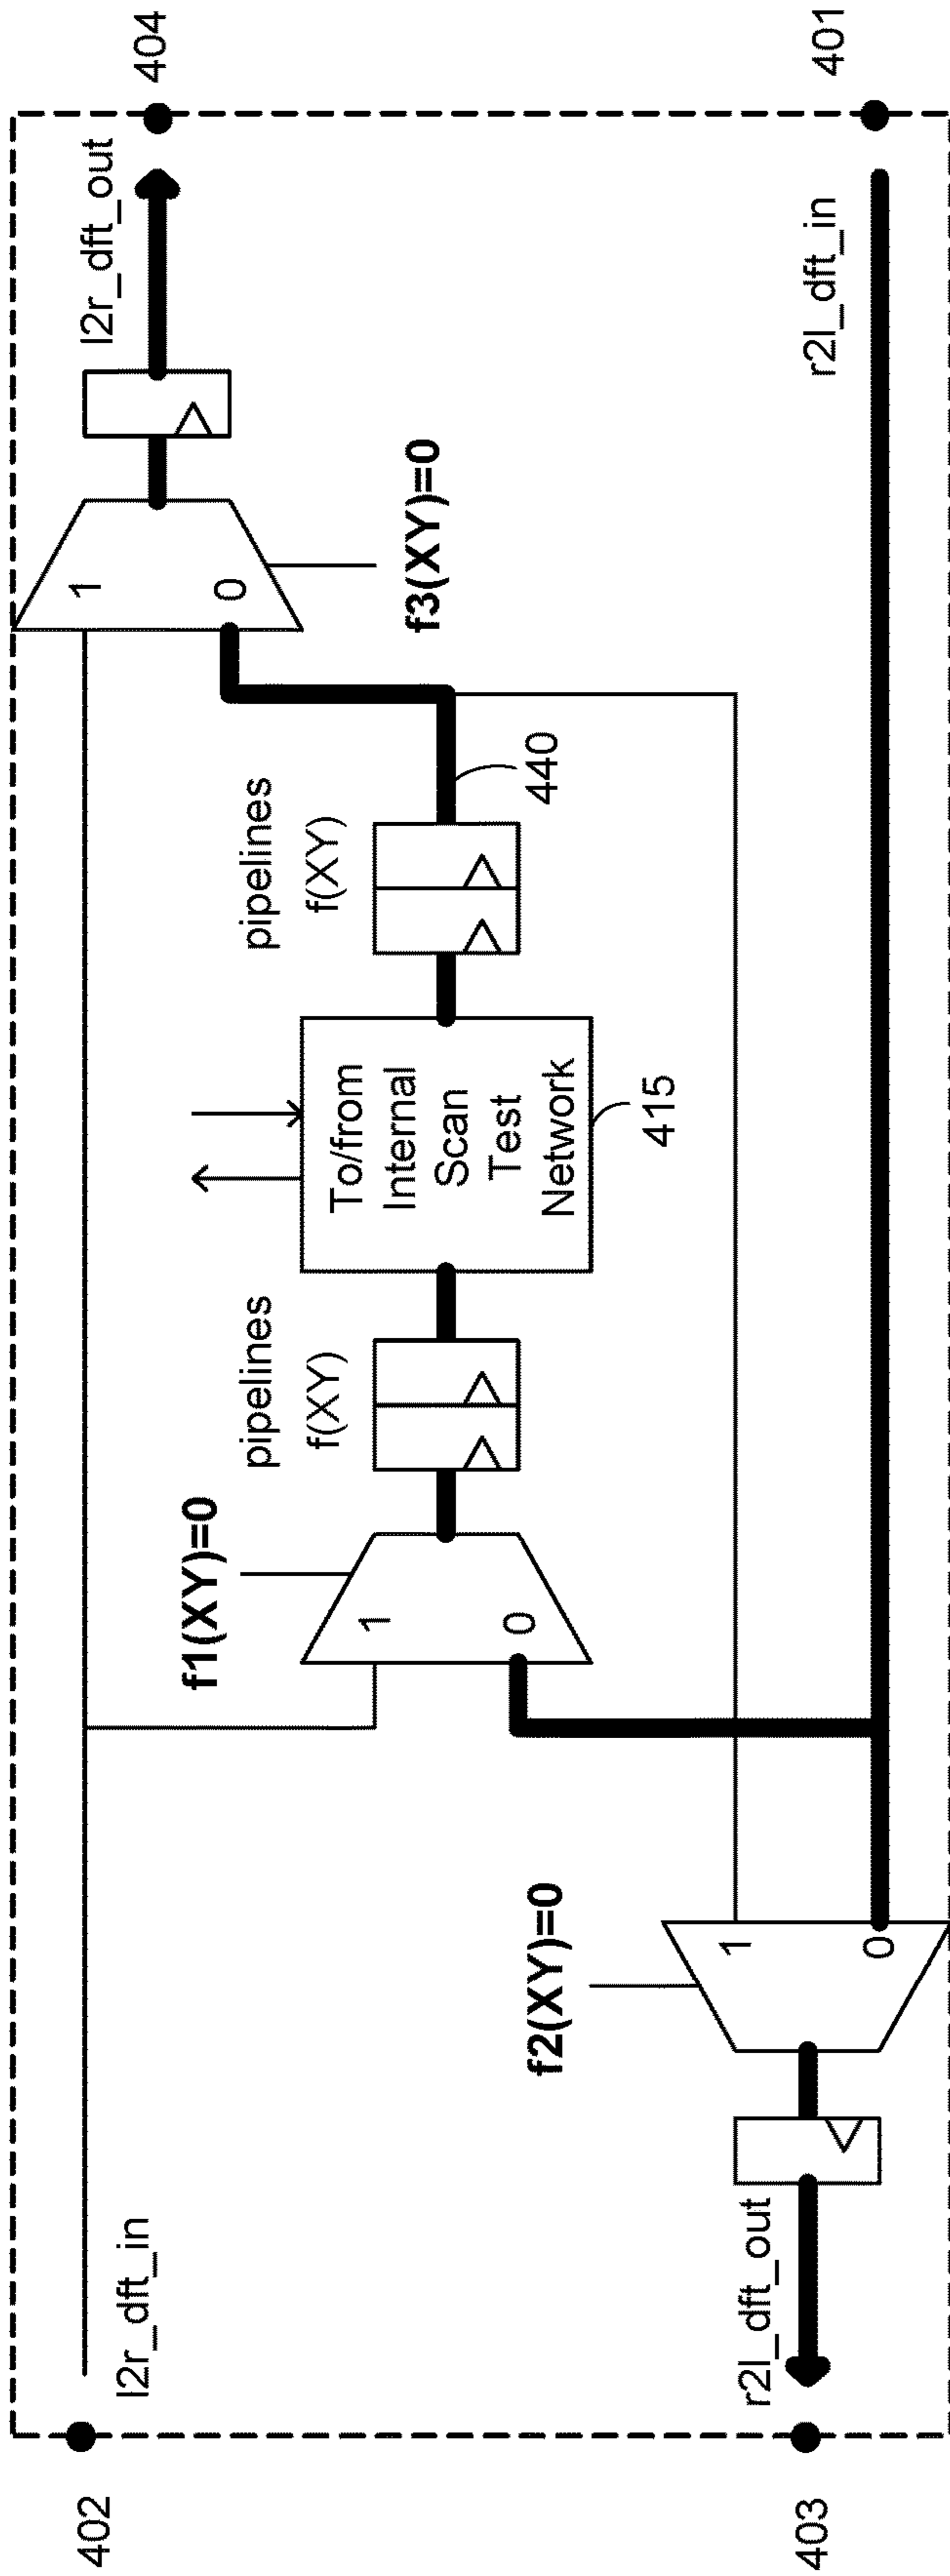 402
l2r_dft_in
f1(XY)=0
1
0
pipelines
f(XY)
To/from
Internal
Scan
Test
Network
415
pipelines
f(XY)
440
1
0
f3(XY)=0
l2r_dft_out
404
403
r2l_dft_out
f2(XY)=0
1
0
r2l_dft_in
401